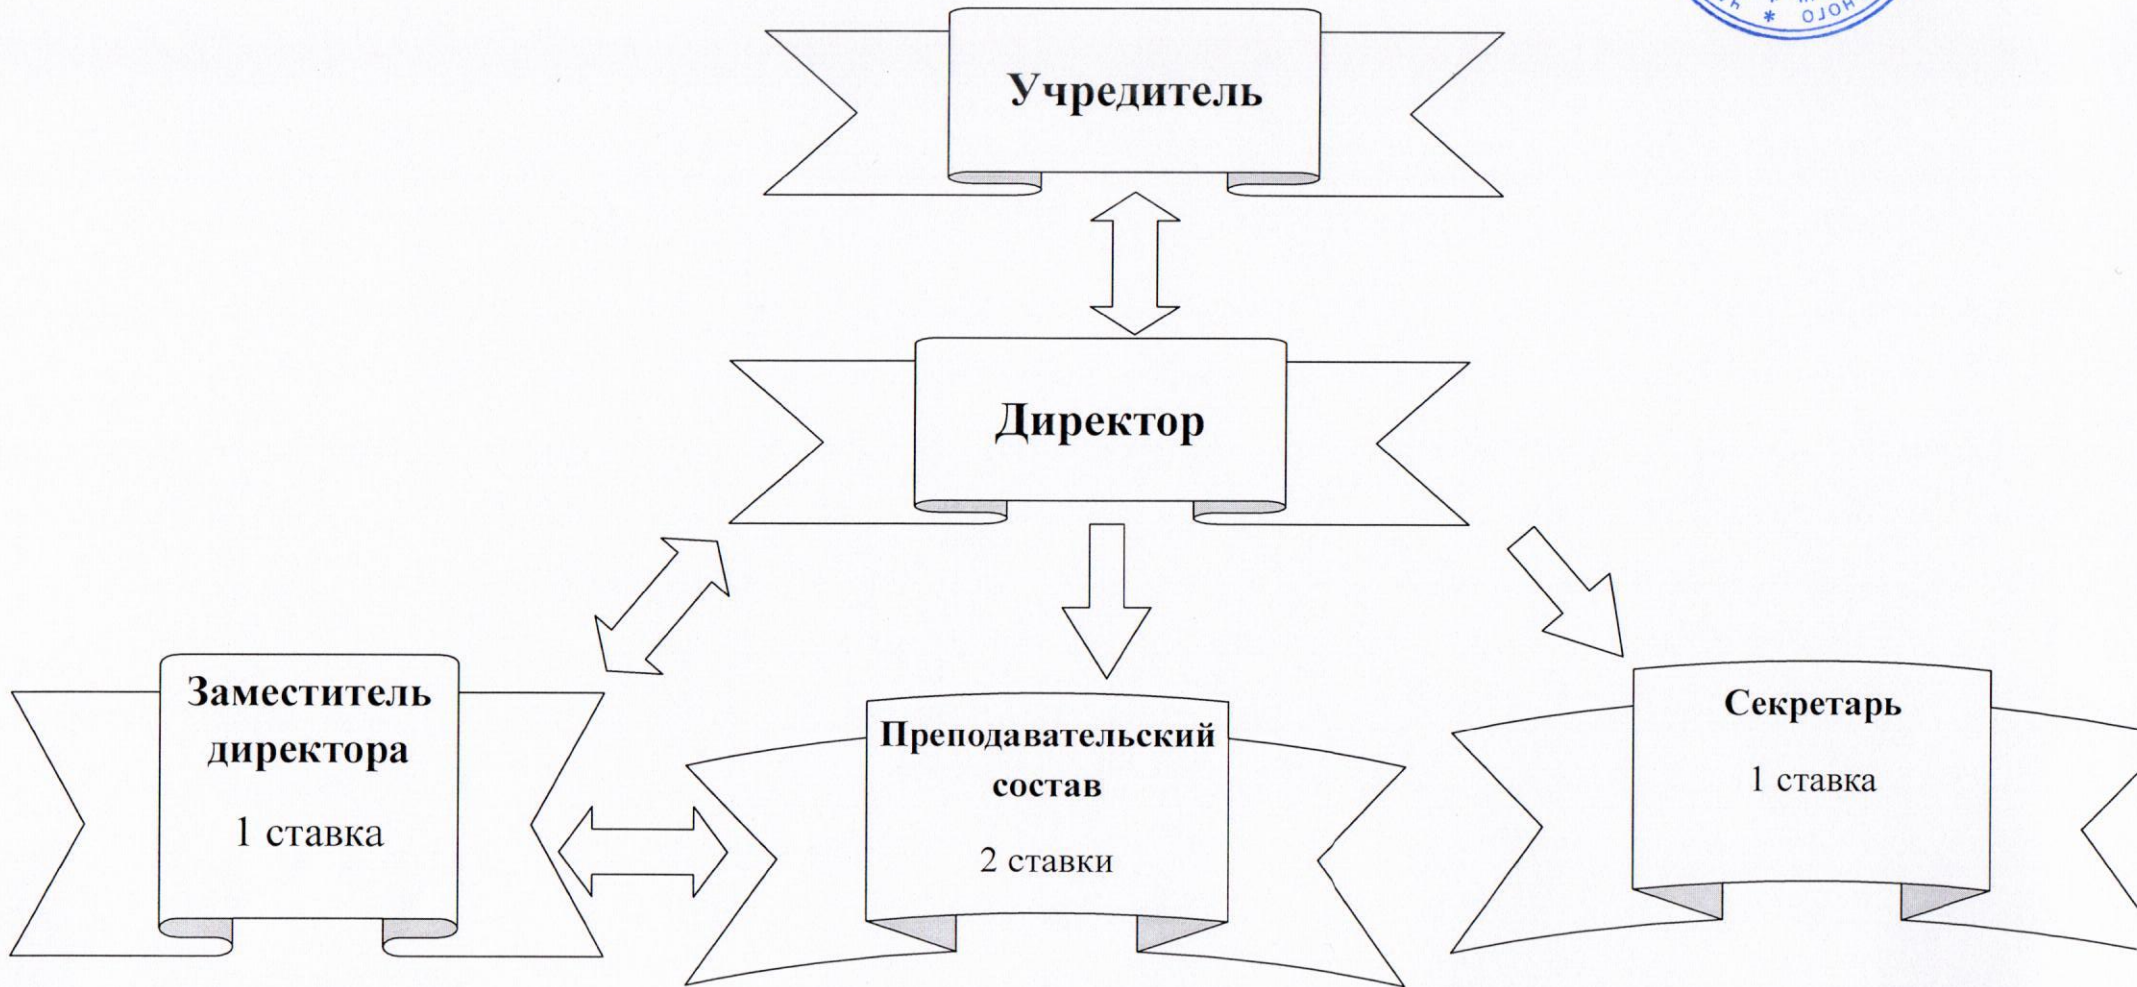 Учредитель
Директор
Заместитель
директора
1 ставка
Преподавательский
состав
2 ставки
Секретарь
1 ставка